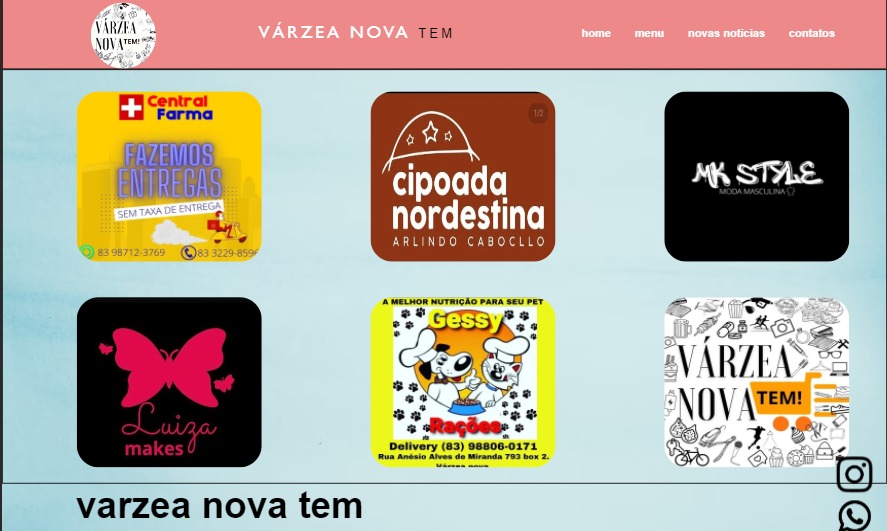 VÁRZEA
NOVA TEM!
VÁRZEA NOVA TEM
home menu novas noticias contatos
Central
Farma
FAZEMOS
ENTREGAS
SEM TAXA DE ENTREGA
83 98712-3769 83 3229-8596
1/2
cipoada
nordestina
ARLINDO CABOCLLO
MK STYLE
MODA MASCULINA
Luiza
makes
A MELHOR NUTRIÇÃO PARA SEU PET
Gessy
Rações
Delivery (83) 98806-0171
Rua Anésio Alves de Miranda 793 box 2.
Várzea nova
VÁRZEA
NOVA TEM!
varzea nova tem